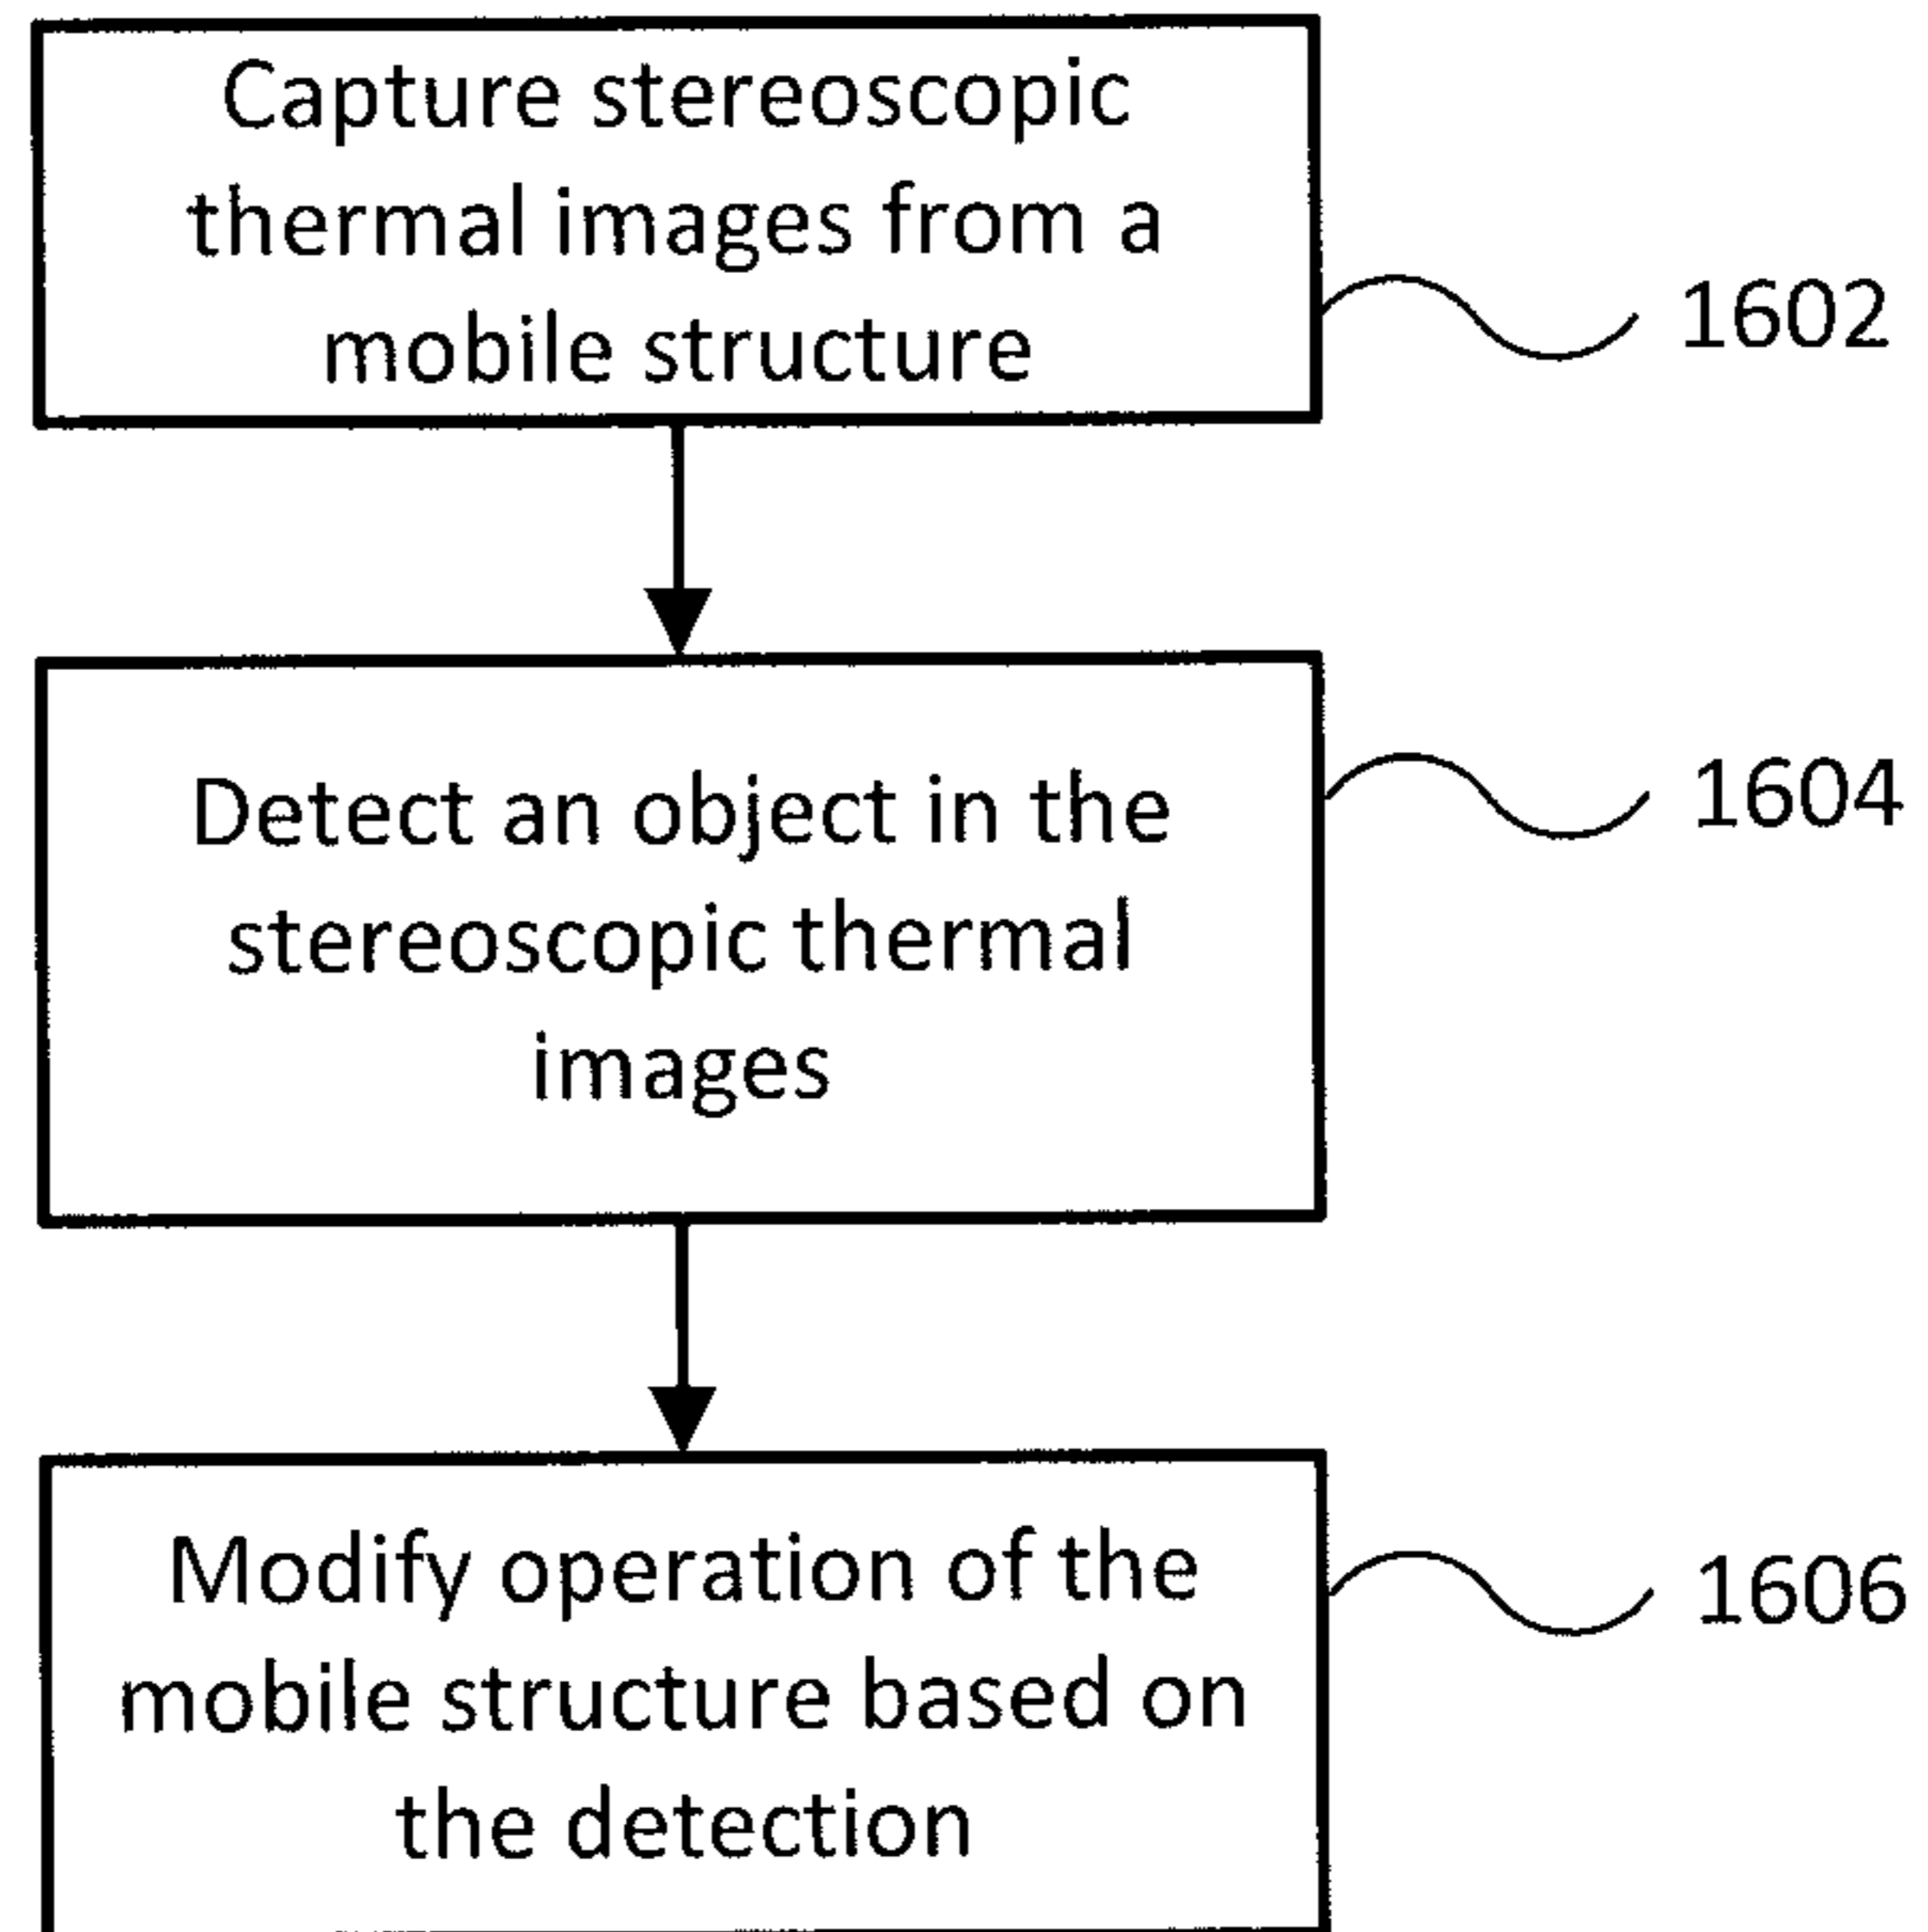 Capture stereoscopic
thermal images from a
mobile structure
1602
Detect an object in the
stereoscopic thermal
images
1604
Modify operation of the
mobile structure based on
the detection
1606